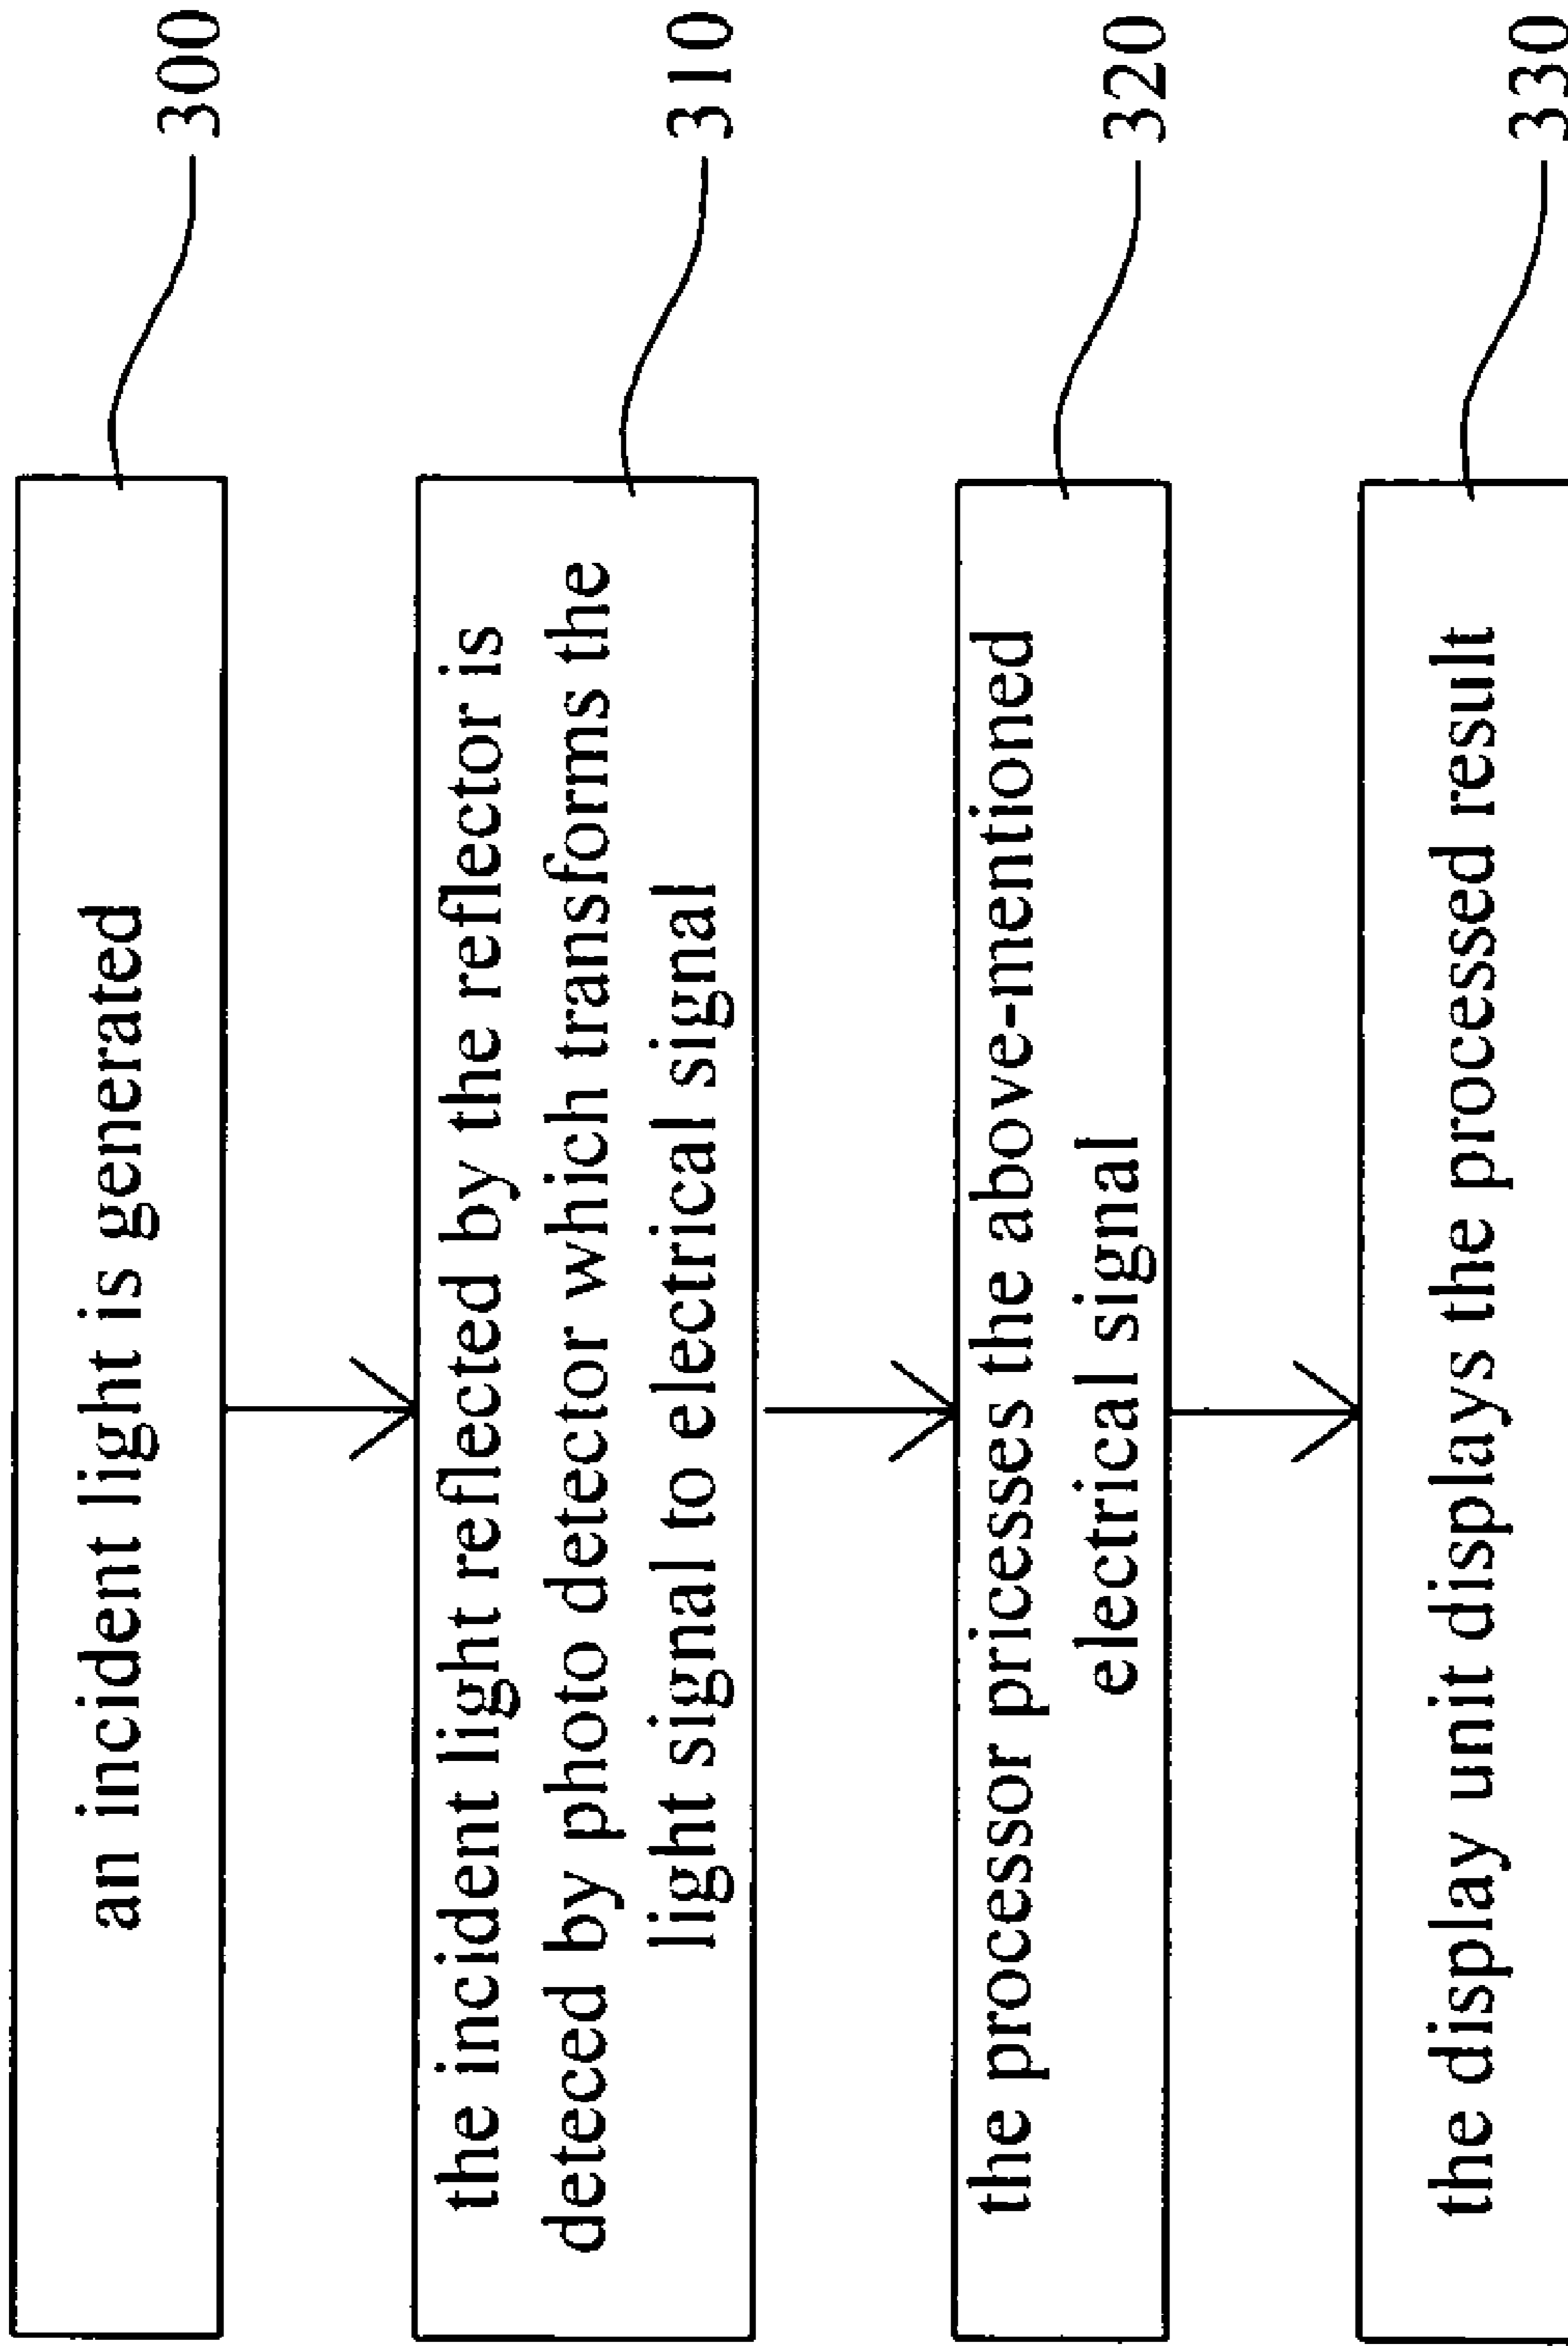 an incident light is generated
300
the incident light reflected by the reflector is
deteced by photo detector which transforms the
light signal to electrical signal
310
the processor pricesses the above-mentioned
electrical signal
320
the display unit displays the processed result
330